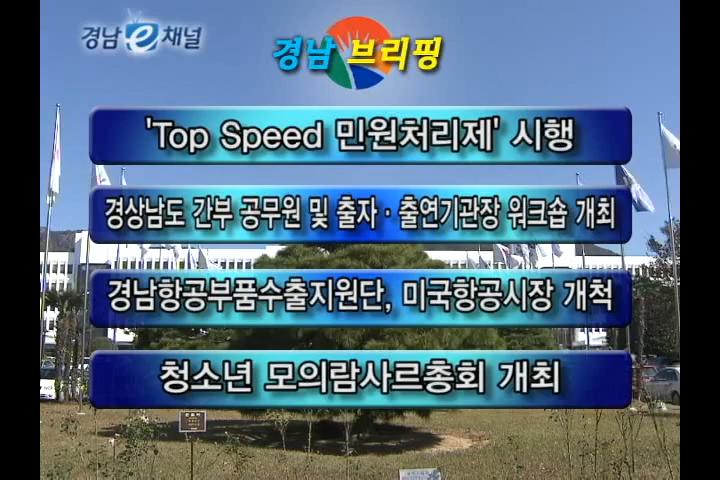 경남 e 채널
경남 브리핑
'Top Speed 민원처리제' 시행
경상남도 간부 공무원 및 출자·출연기관장 워크숍 개최
경남항공부품수출지원단, 미국항공시장 개척
청소년 모의람사르총회 개최